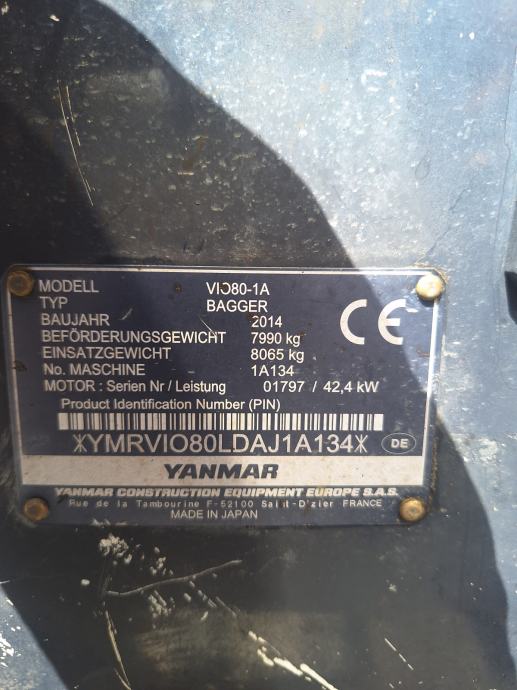 MODELL VIO80-1A
TYP BAGGER
BAUJAHR 2014
BEFÖRDERUNGSGEWICHT 7990 kg
EINSATZGEWICHT 8065 kg
No. MASCHINE 1A134
MOTOR : Serien Nr / Leistung 01797 / 42,4 kW
Product Identification Number (PIN)
CE
*YMRVIO80LDAJ1A134*
DE
YANMAR
YANMAR CONSTRUCTION EQUIPMENT EUROPE S.A.S.
Rue de la Tambourine F-52100 Saint-Dizier FRANCE
MADE IN JAPAN